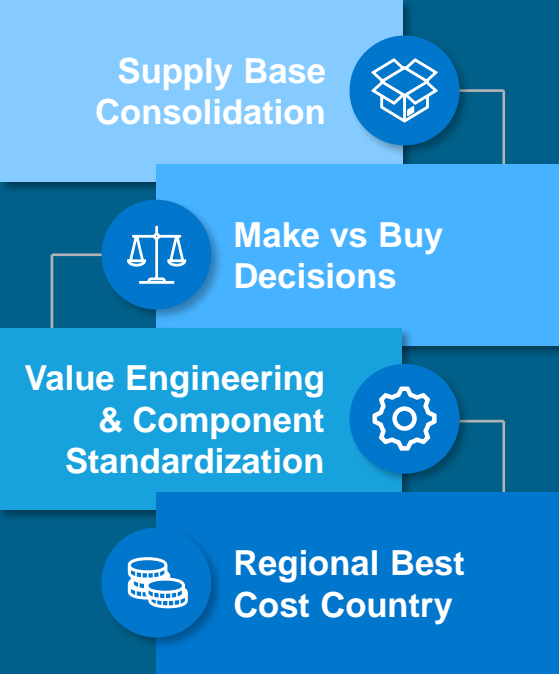 Supply Base
Consolidation
Make vs Buy
Decisions
Value Engineering
& Component
Standardization
Regional Best
Cost Country